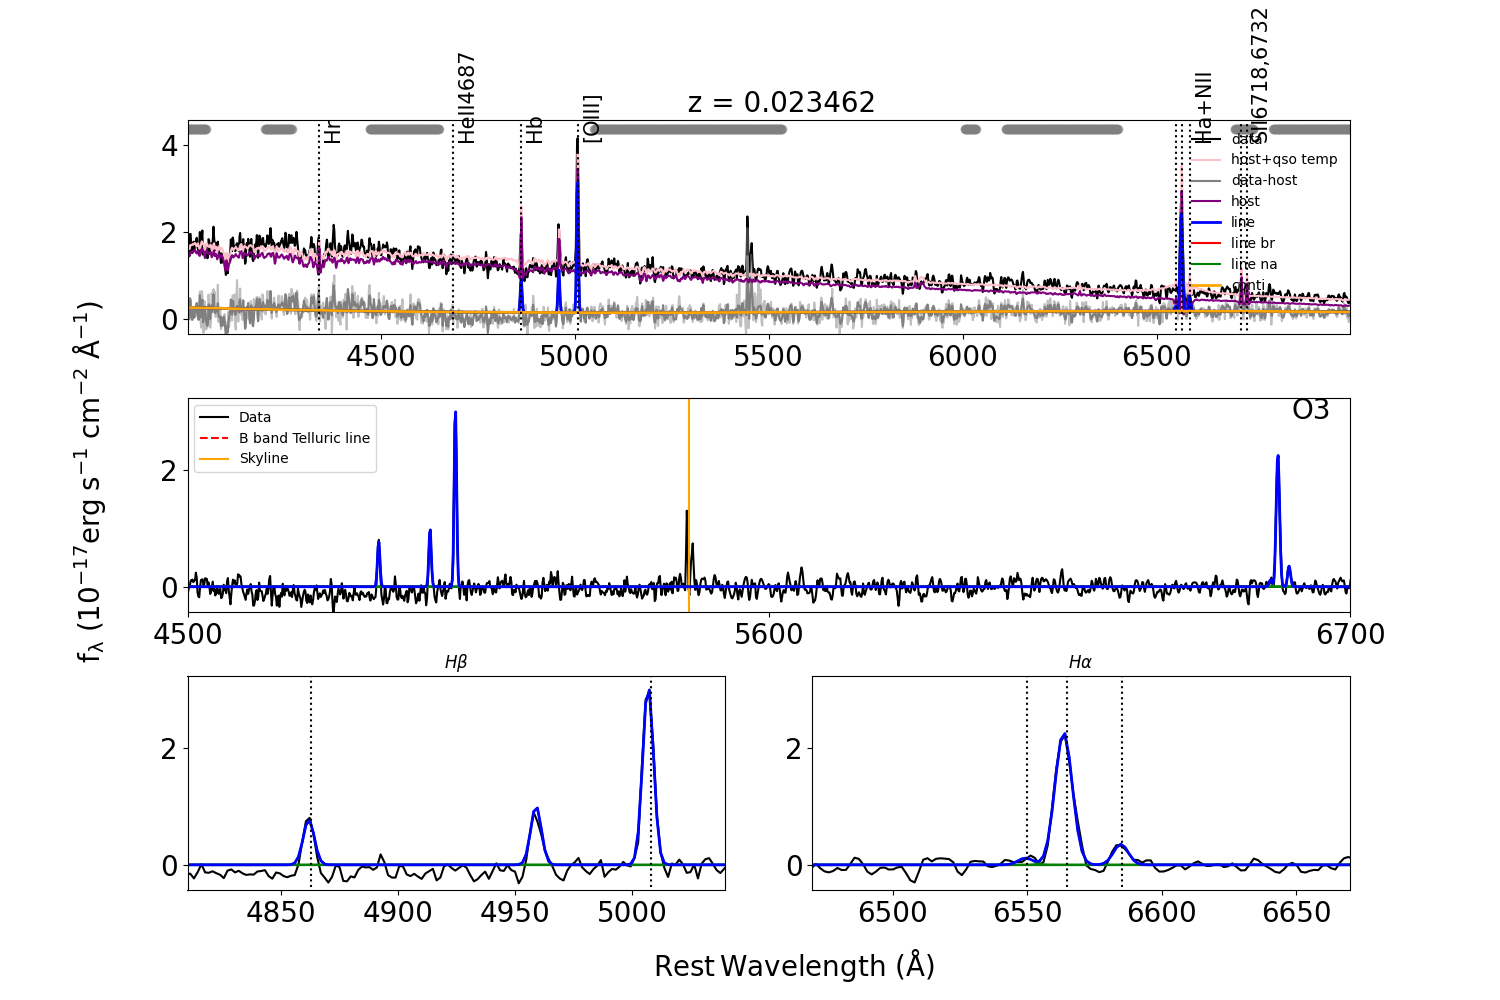 z = 0.023462
Hr
HeII4687
Hb
[OIII]
Ha+NII
SII6718,6732
data
host+qso temp
data-host
host
line
line br
line na
conti
4
2
0
4500 5000 5500 6000 6500
O3
Data
B band Telluric line
Skyline
2
0
4500 5600 6700
fλ (10⁻¹⁷erg s⁻¹ cm⁻² Å⁻¹)
Hβ
2
0
4850 4900 4950 5000
Hα
2
0
6500 6550 6600 6650
Rest Wavelength (Å)